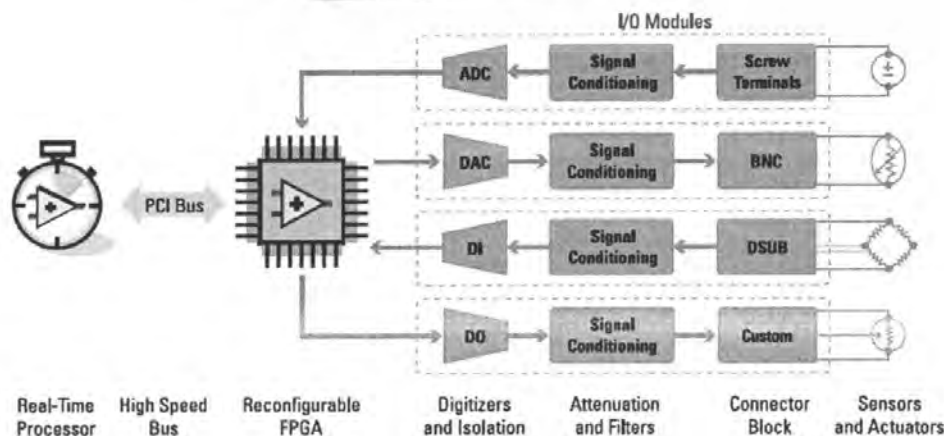 I/O Modules
ADC
Signal
Conditioning
Screw
Terminals
DAC
Signal
Conditioning
BNC
PCI Bus
DI
Signal
Conditioning
DSUB
DO
Signal
Conditioning
Custom
Real-Time
Processor
High Speed
Bus
Reconfigurable
FPGA
Digitizers
and Isolation
Attenuation
and Filters
Connector
Block
Sensors
and Actuators